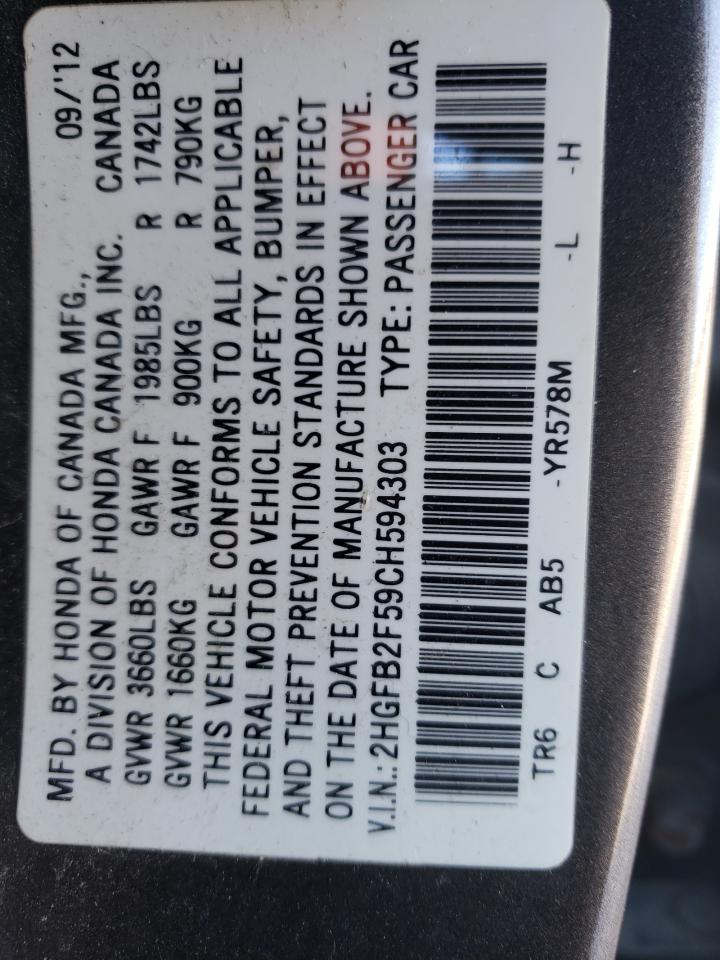 MFD. BY HONDA OF CANADA MFG., 09/'12
A DIVISION OF HONDA CANADA INC. CANADA
GVWR 3660LBS GAWR F 1985LBS R 1742LBS
GVWR 1660KG GAWR F 900KG R 790KG
THIS VEHICLE CONFORMS TO ALL APPLICABLE
FEDERAL MOTOR VEHICLE SAFETY, BUMPER,
AND THEFT PREVENTION STANDARDS IN EFFECT
ON THE DATE OF MANUFACTURE SHOWN ABOVE.
V.I.N.: 2HGFB2F59CH594303 TYPE: PASSENGER CAR
TR6 C AB5 -YR578M -L -H